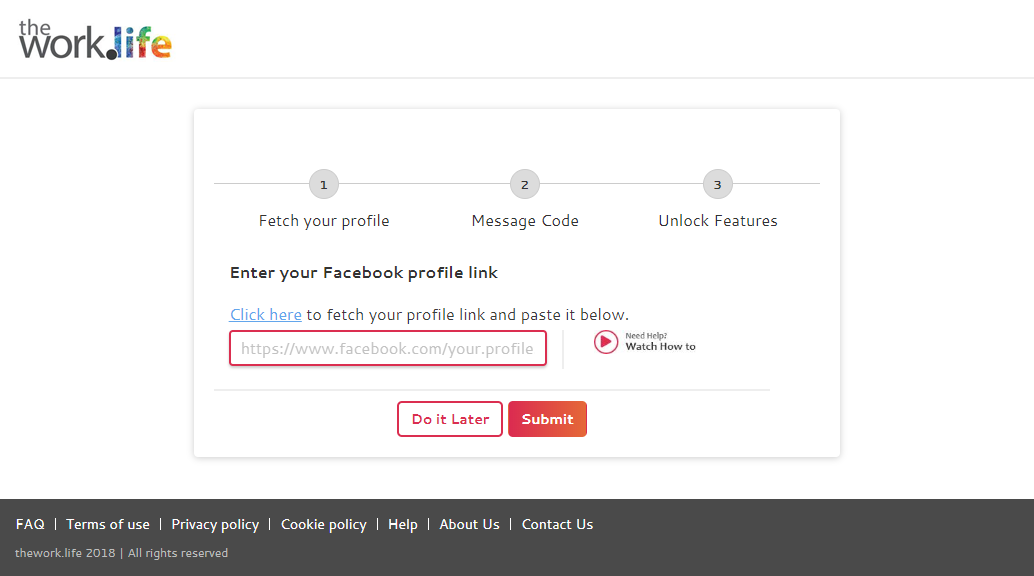 the
work.life
1
2
3
Fetch your profile
Message Code
Unlock Features
Enter your Facebook profile link
Click here to fetch your profile link and paste it below.
https://www.facebook.com/your.profile
Need Help?
Watch How to
Do it Later
Submit
FAQ | Terms of use | Privacy policy | Cookie policy | Help | About Us | Contact Us
thework.life 2018 | All rights reserved